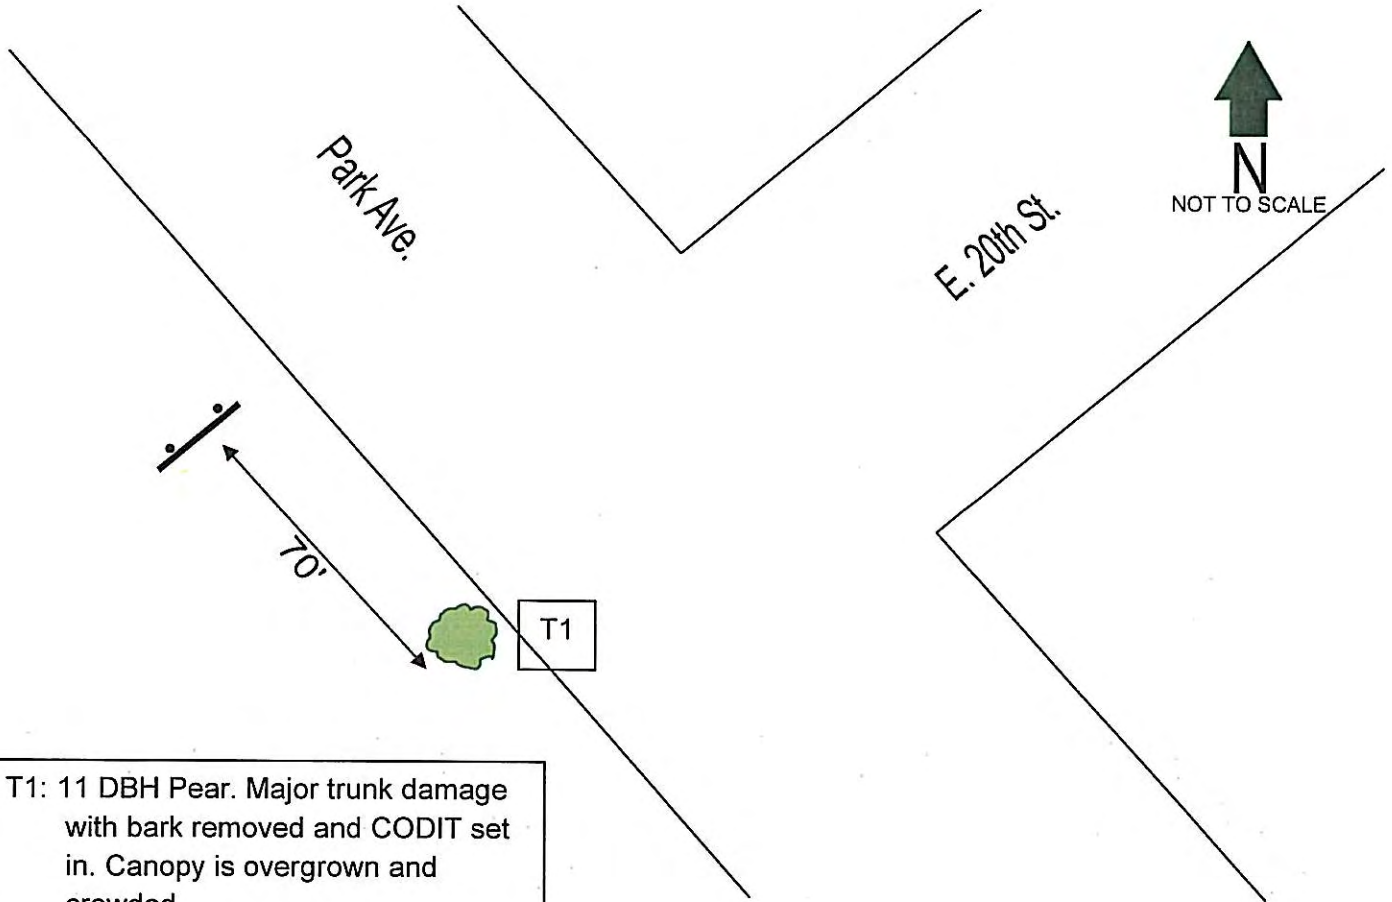 Park Ave.
E. 20th St.
N
NOT TO SCALE
70'
T1
T1: 11 DBH Pear. Major trunk damage
with bark removed and CODIT set
in. Canopy is overgrown and
crowded